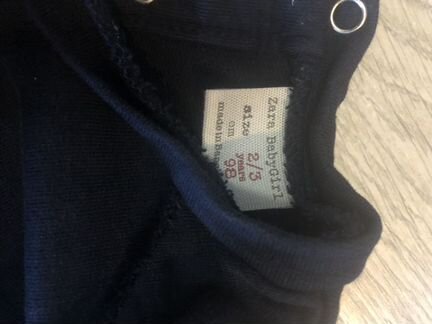 Zara BabyGirl
size 2/3
years
cm 98
made in